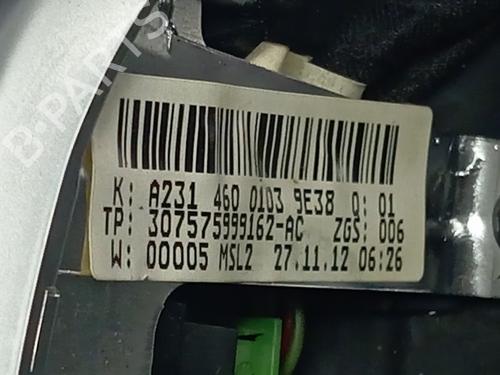 B-PARTS
K: A231 460 0103 9E38 Q: 01
TP: 307575999162-AC ZGS: 006
W: 00005 MSL2 27.11.12 06:26